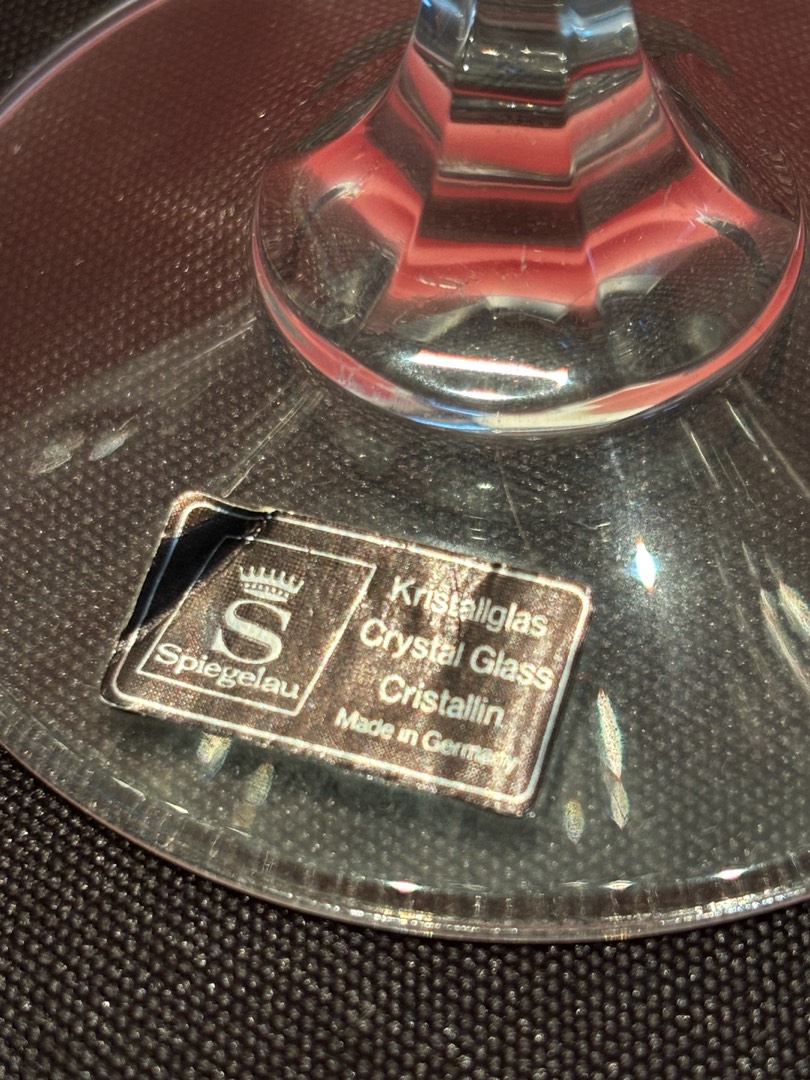 S
Spiegelau
Kristallglas
Crystal Glass
Cristallin
Made in Germany